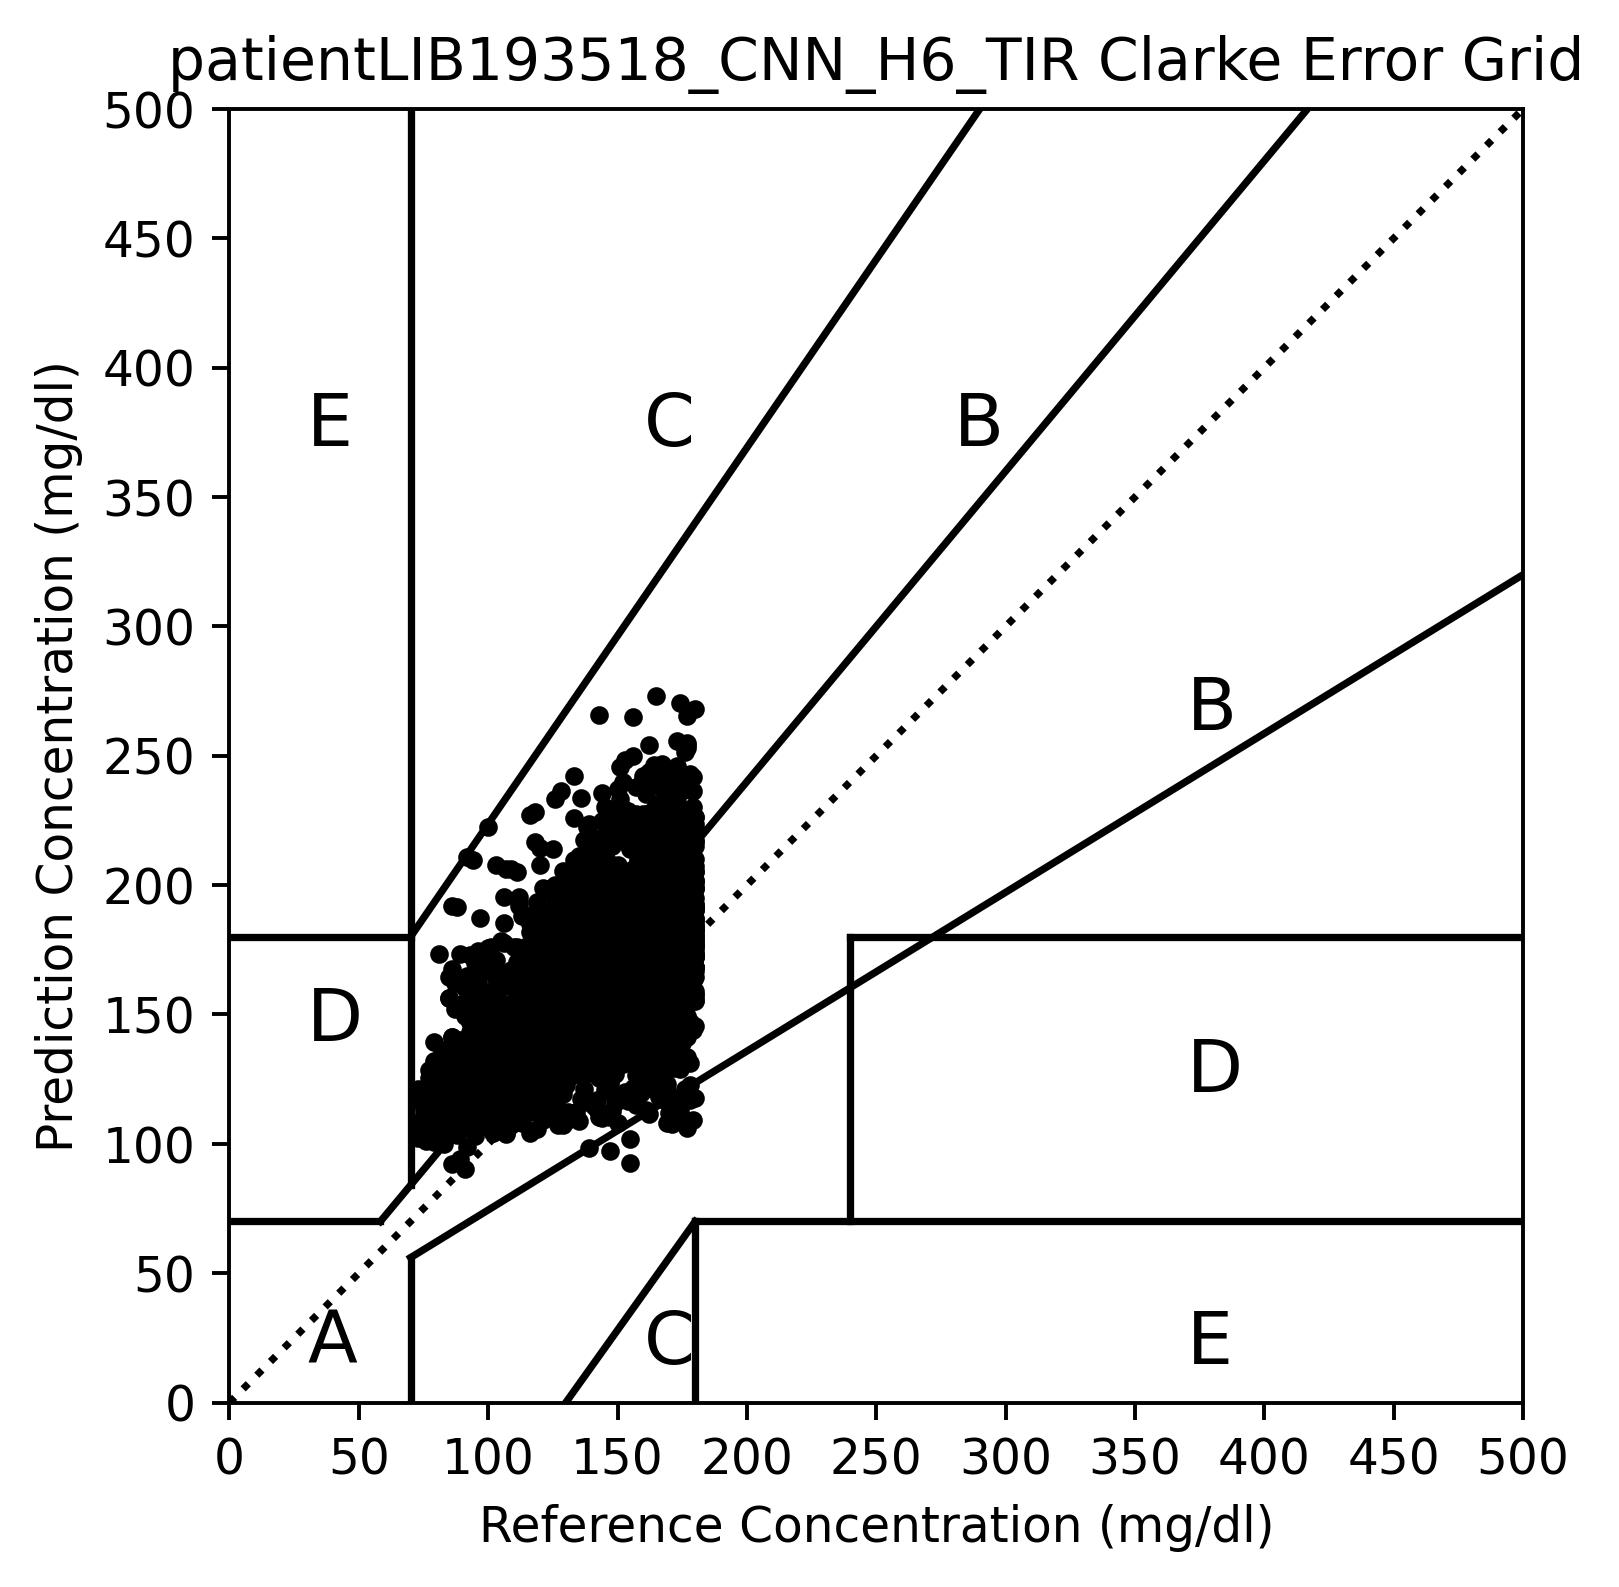 patientLIB193518_CNN_H6_TIR Clarke Error Grid
500
450
400
350
300
250
200
150
100
50
0
Prediction Concentration (mg/dl)
E
C
B
B
D
D
A
C
E
0 50 100 150 200 250 300 350 400 450 500
Reference Concentration (mg/dl)